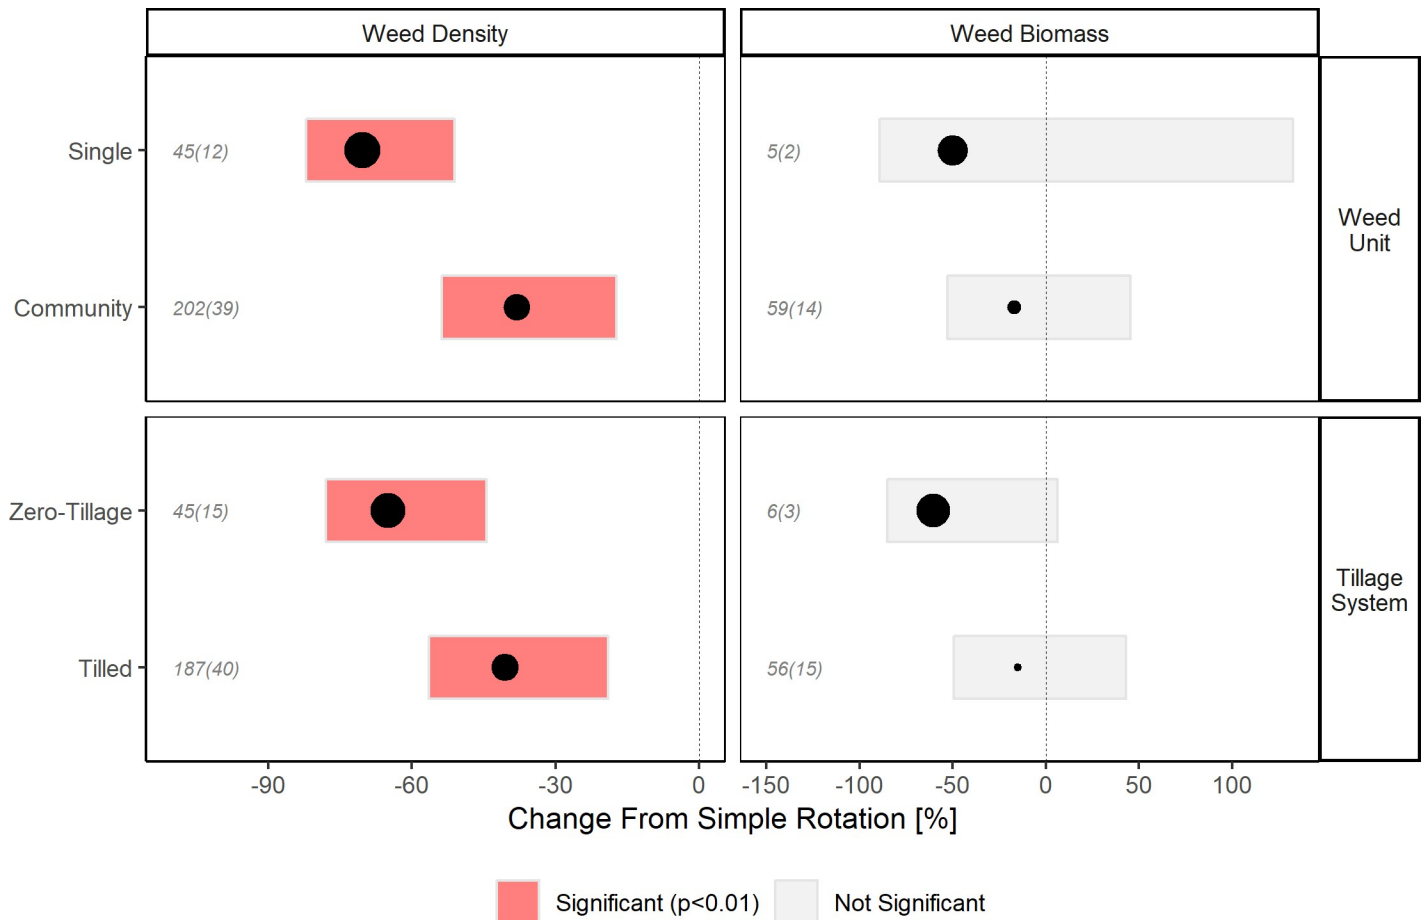 Weed Density
Weed Biomass
Single
45(12)
5(2)
Community
202(39)
59(14)
Weed
Unit
Zero-Tillage
45(15)
6(3)
Tilled
187(40)
56(15)
Tillage
System
-90 -60 -30 0
-150 -100 -50 0 50 100
Change From Simple Rotation [%]
Significant (p<0.01)
Not Significant